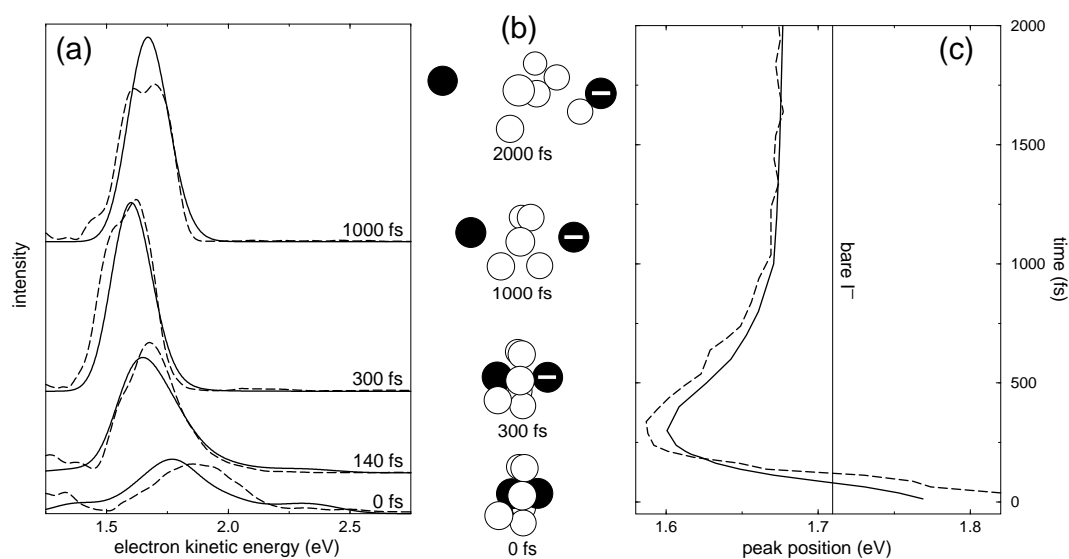 (a)
intensity
1000 fs
300 fs
140 fs
0 fs
1.5 2.0 2.5
electron kinetic energy (eV)
(b)
2000 fs
1000 fs
300 fs
0 fs
(c)
bare I⁻
2000
1500
1000
500
0
time (fs)
1.6 1.7 1.8
peak position (eV)